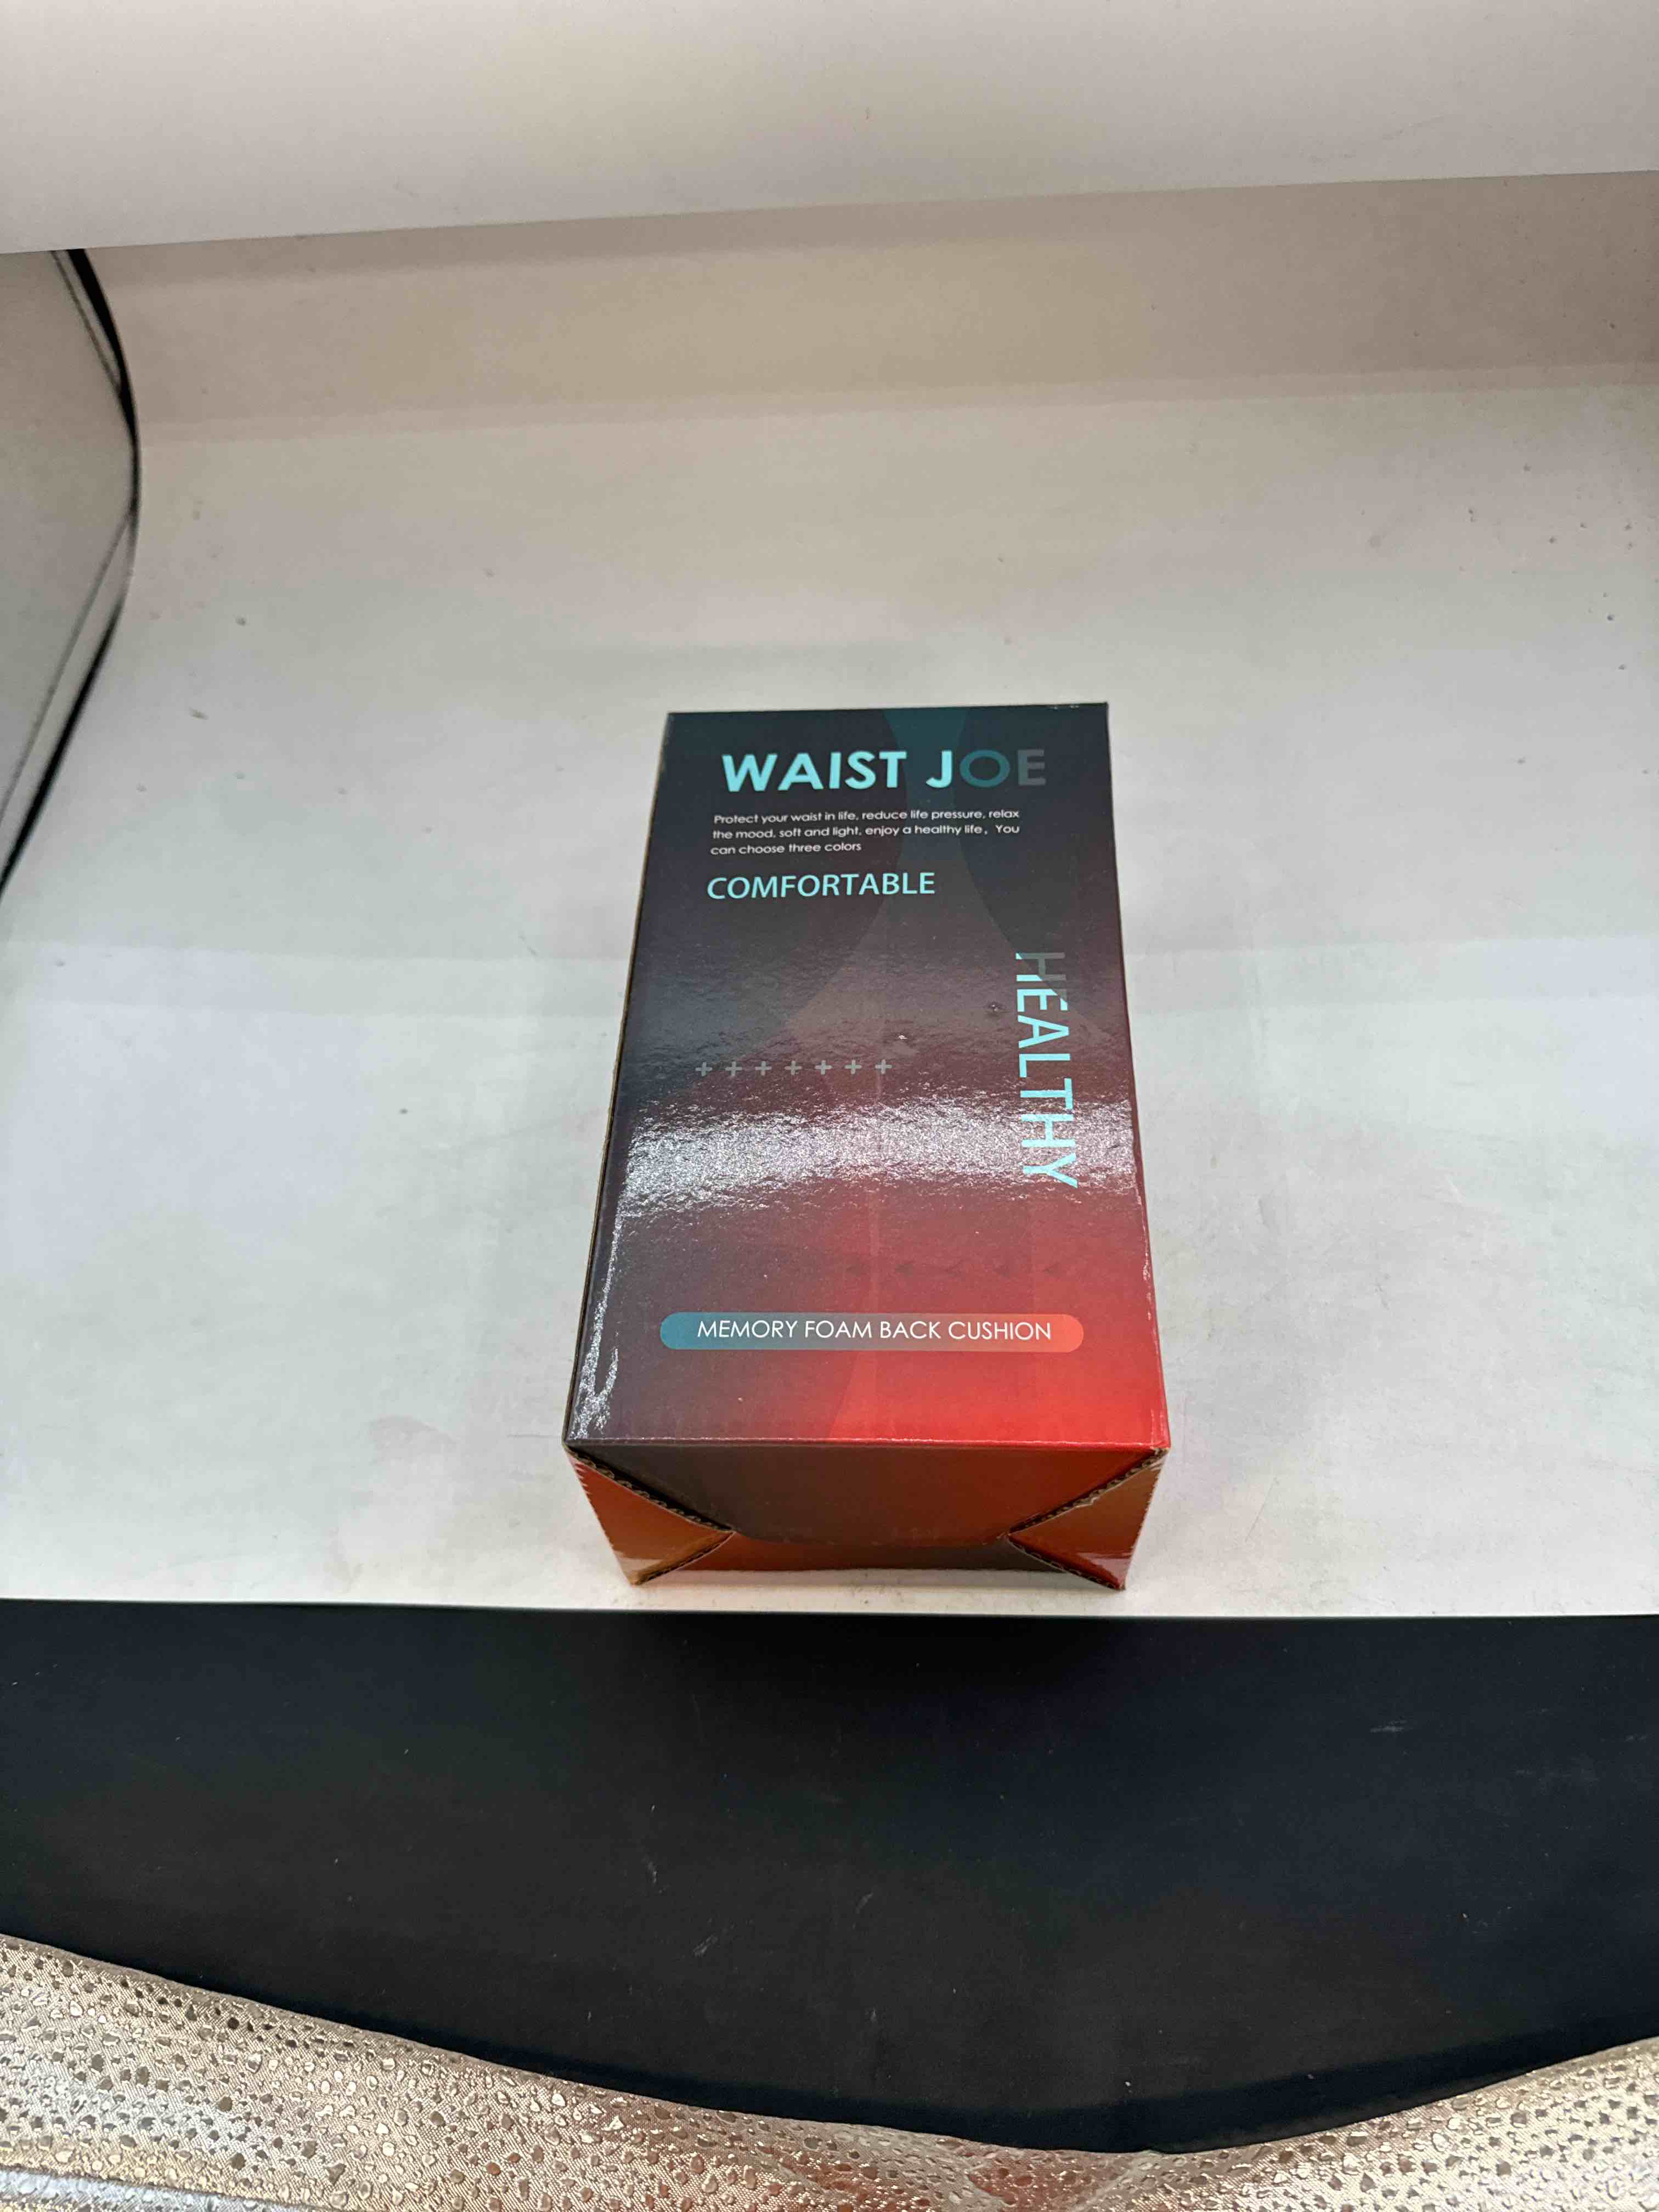 WAIST JOE
Protect your waist in life, reduce life pressure, relax
the mood, soft and light, enjoy a healthy life，You
can choose three colors
COMFORTABLE
HEALTHY
+ + + + + + +
MEMORY FOAM BACK CUSHION